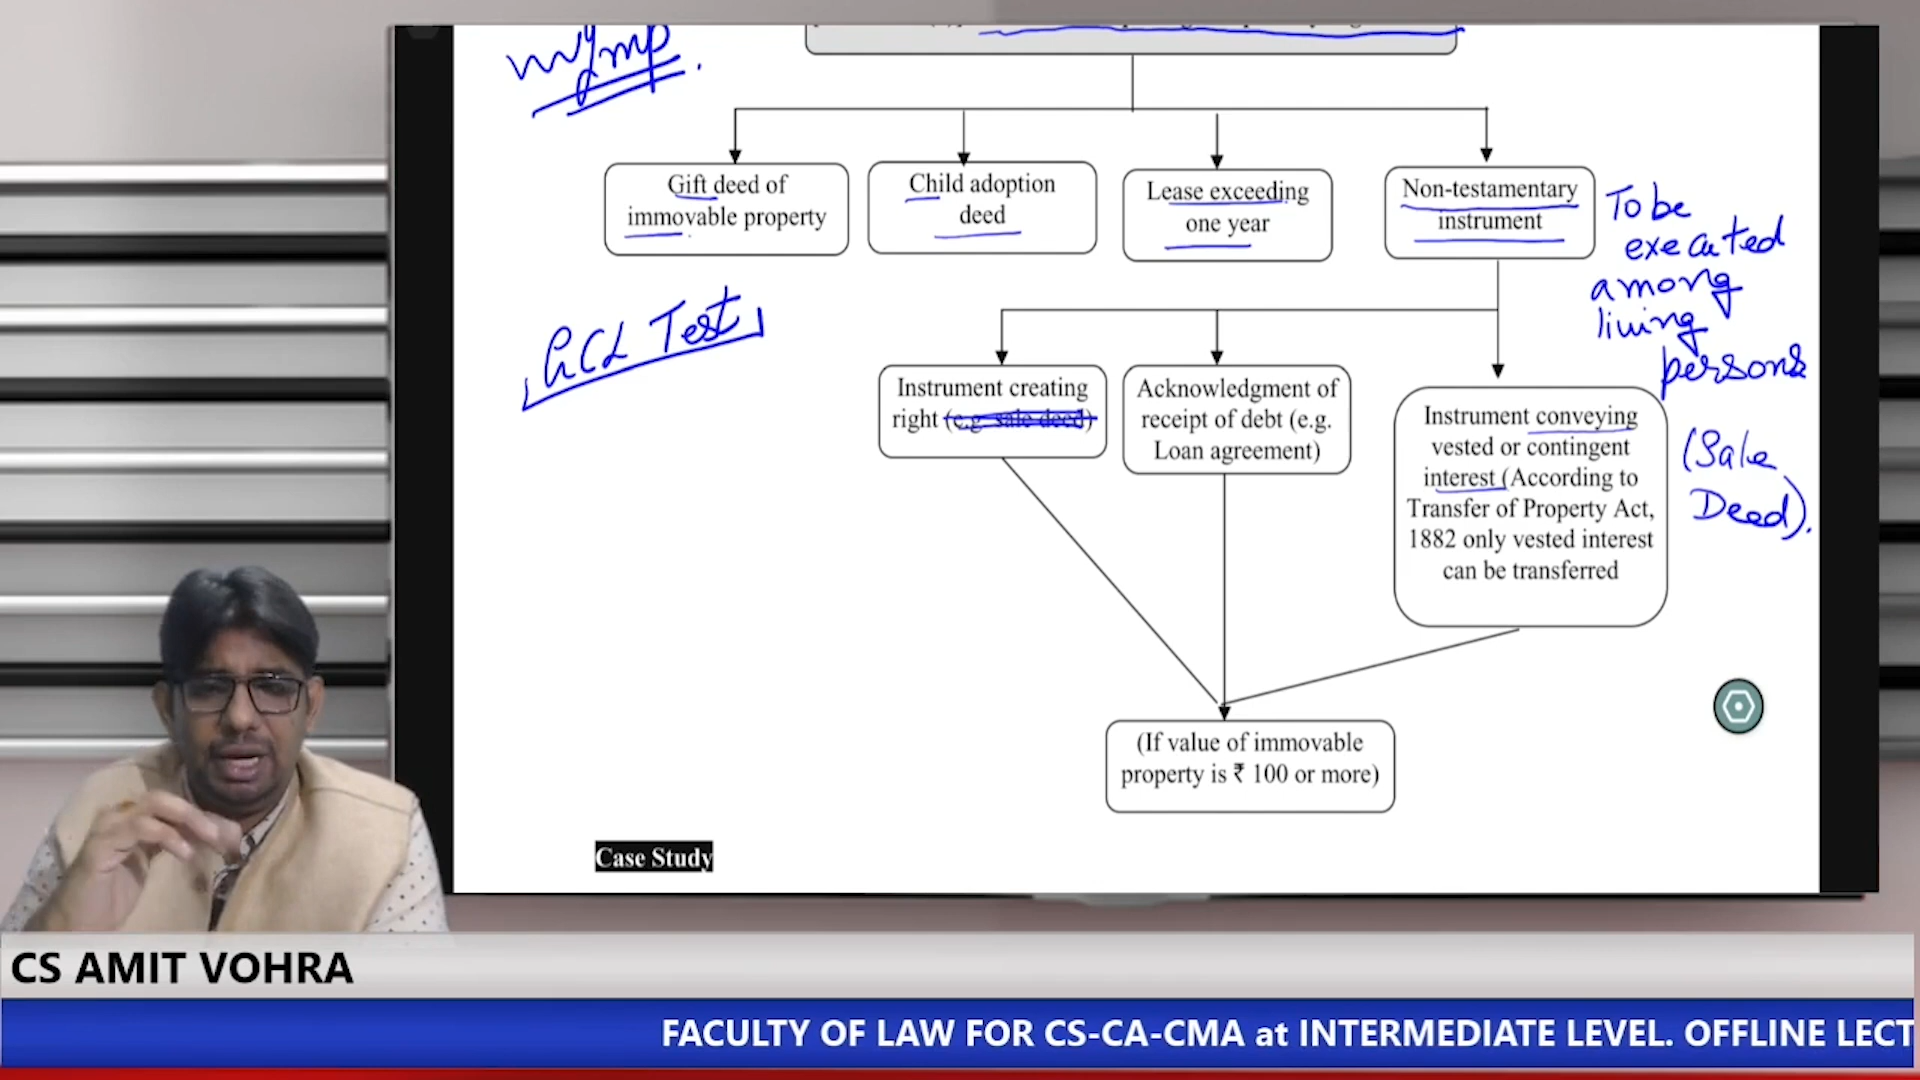 Imp.
Gift deed of
immovable property
Child adoption
deed
Lease exceeding
one year
Non-testamentary
instrument
To be
executed
among
living
persons
GCL Test
Instrument creating
right (e.g. sale deed)
Acknowledgment of
receipt of debt (e.g.
Loan agreement)
Instrument conveying
vested or contingent
interest (According to
Transfer of Property Act,
1882 only vested interest
can be transferred
(Sale
Deed).
(If value of immovable
property is ₹ 100 or more)
Case Study
CS AMIT VOHRA
FACULTY OF LAW FOR CS-CA-CMA at INTERMEDIATE LEVEL. OFFLINE LECT